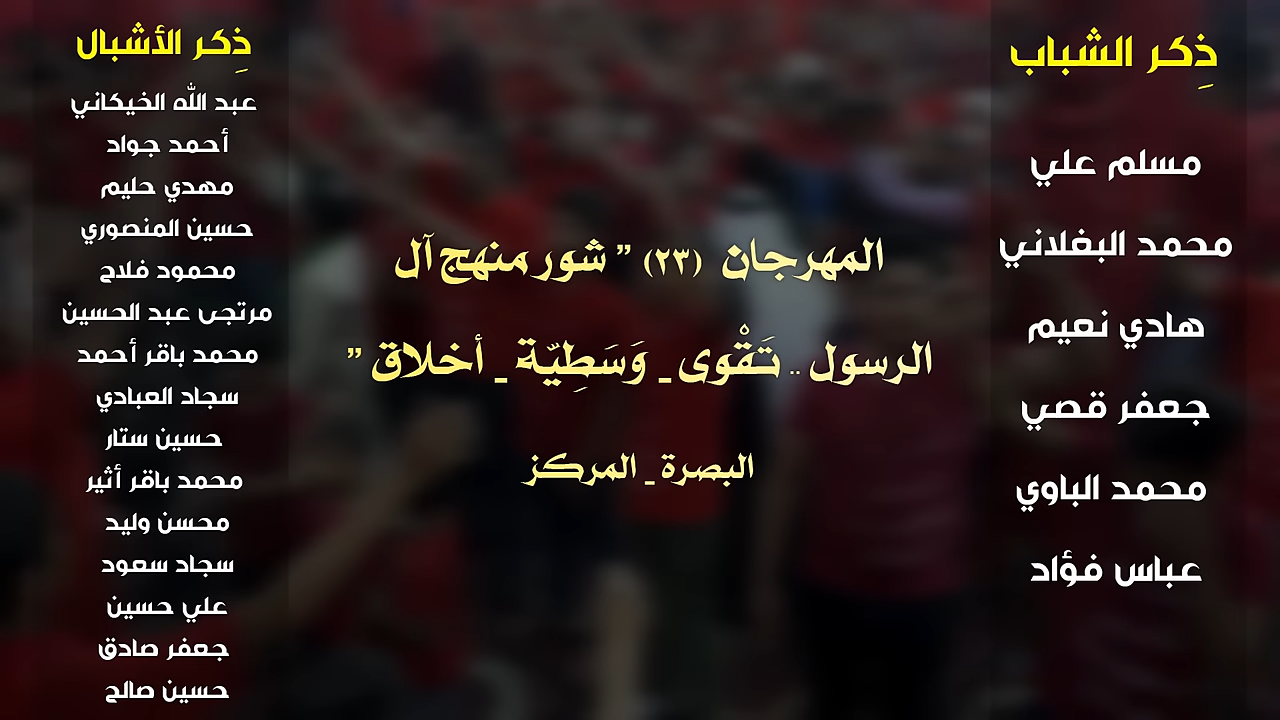 ذِكر الشباب
مسلم علي
محمد البغلاني
هادي نعيم
جعفر قصي
محمد الباوي
عباس فؤاد
المهرجان (٢٣) " شور منهج آل
الرسول .. تَقْوى ـ وَسَطِيّة ـ أخلاق "
البصرة ـ المركز
ذِكر الأشبال
عبد الله الخيكاني
أحمد جواد
مهدي حليم
حسين المنصوري
محمود فلاح
مرتجى عبد الحسين
محمد باقر أحمد
سجاد العبادي
حسين ستار
محمد باقر أثير
محسن وليد
سجاد سعود
علي حسين
جعفر صادق
حسين صالح